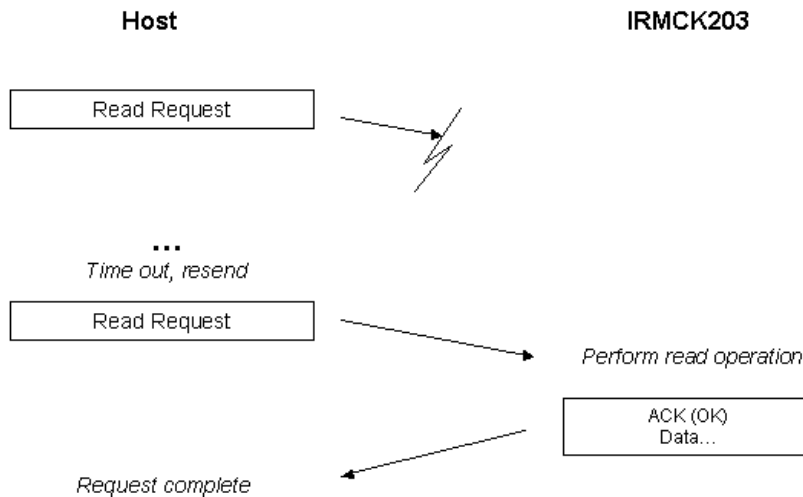 Host
IRMCK203
Read Request
...
Time out, resend
Read Request
Perform read operation
ACK (OK)
Data...
Request complete